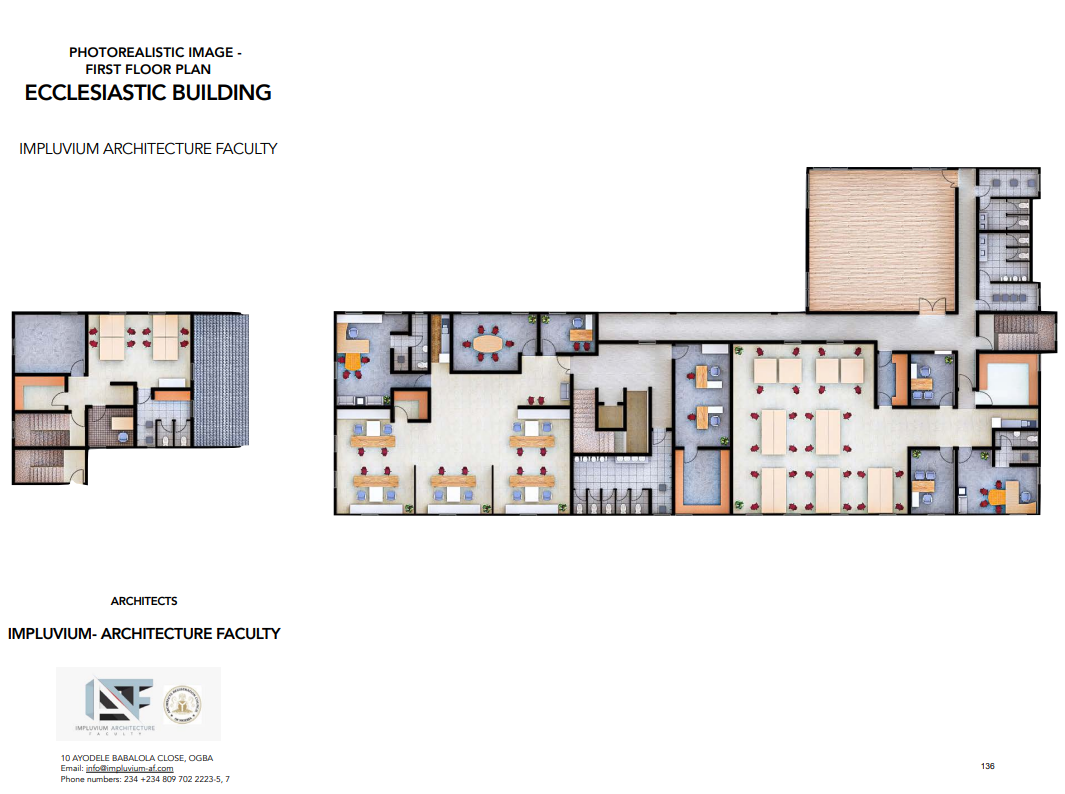 PHOTOREALISTIC IMAGE -
FIRST FLOOR PLAN
ECCLESIASTIC BUILDING
IMPLUVIUM ARCHITECTURE FACULTY
ARCHITECTS
IMPLUVIUM- ARCHITECTURE FACULTY
IMPLUVIUM ARCHITECTURE
FACULTY
10 AYODELE BABALOLA CLOSE, OGBA
Email: info@impluvium-af.com
Phone numbers: 234 +234 809 702 2223-5, 7
136